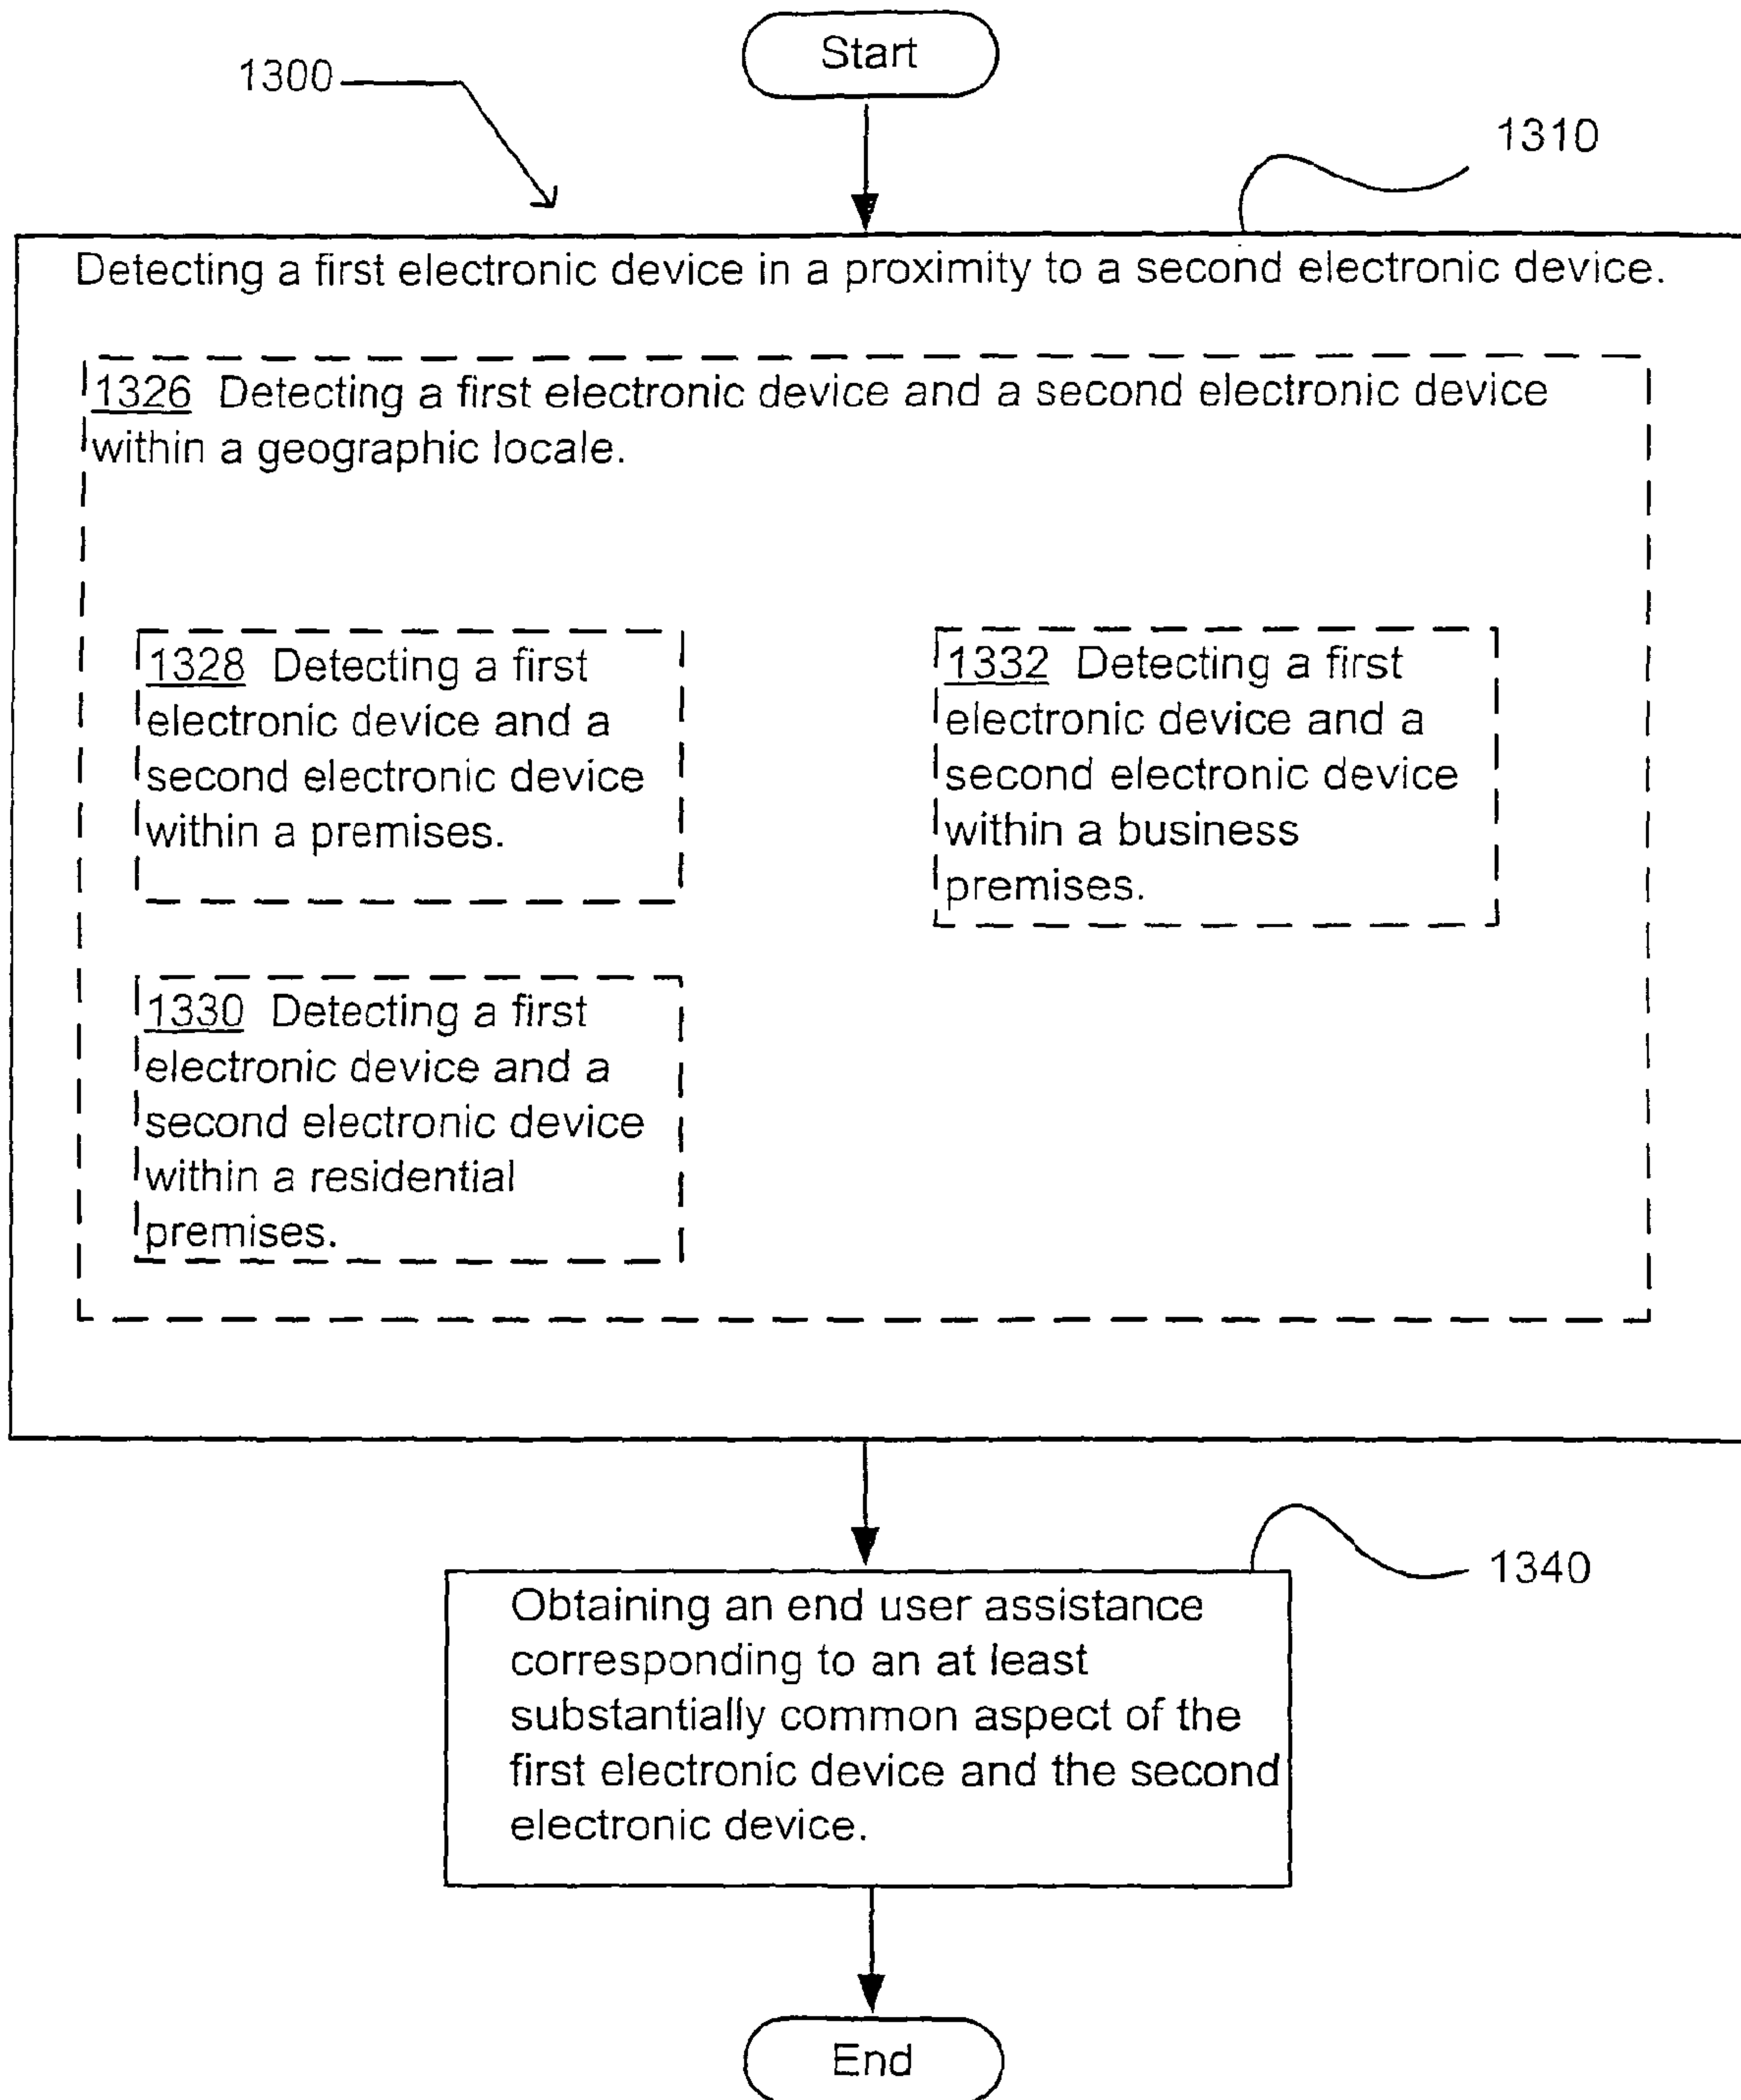 Start
1300
1310
Detecting a first electronic device in a proximity to a second electronic device.
1326 Detecting a first electronic device and a second electronic device
within a geographic locale.
1328 Detecting a first
electronic device and a
second electronic device
within a premises.
1332 Detecting a first
electronic device and a
second electronic device
within a business
premises.
1330 Detecting a first
electronic device and a
second electronic device
within a residential
premises.
1340
Obtaining an end user assistance
corresponding to an at least
substantially common aspect of the
first electronic device and the second
electronic device.
End